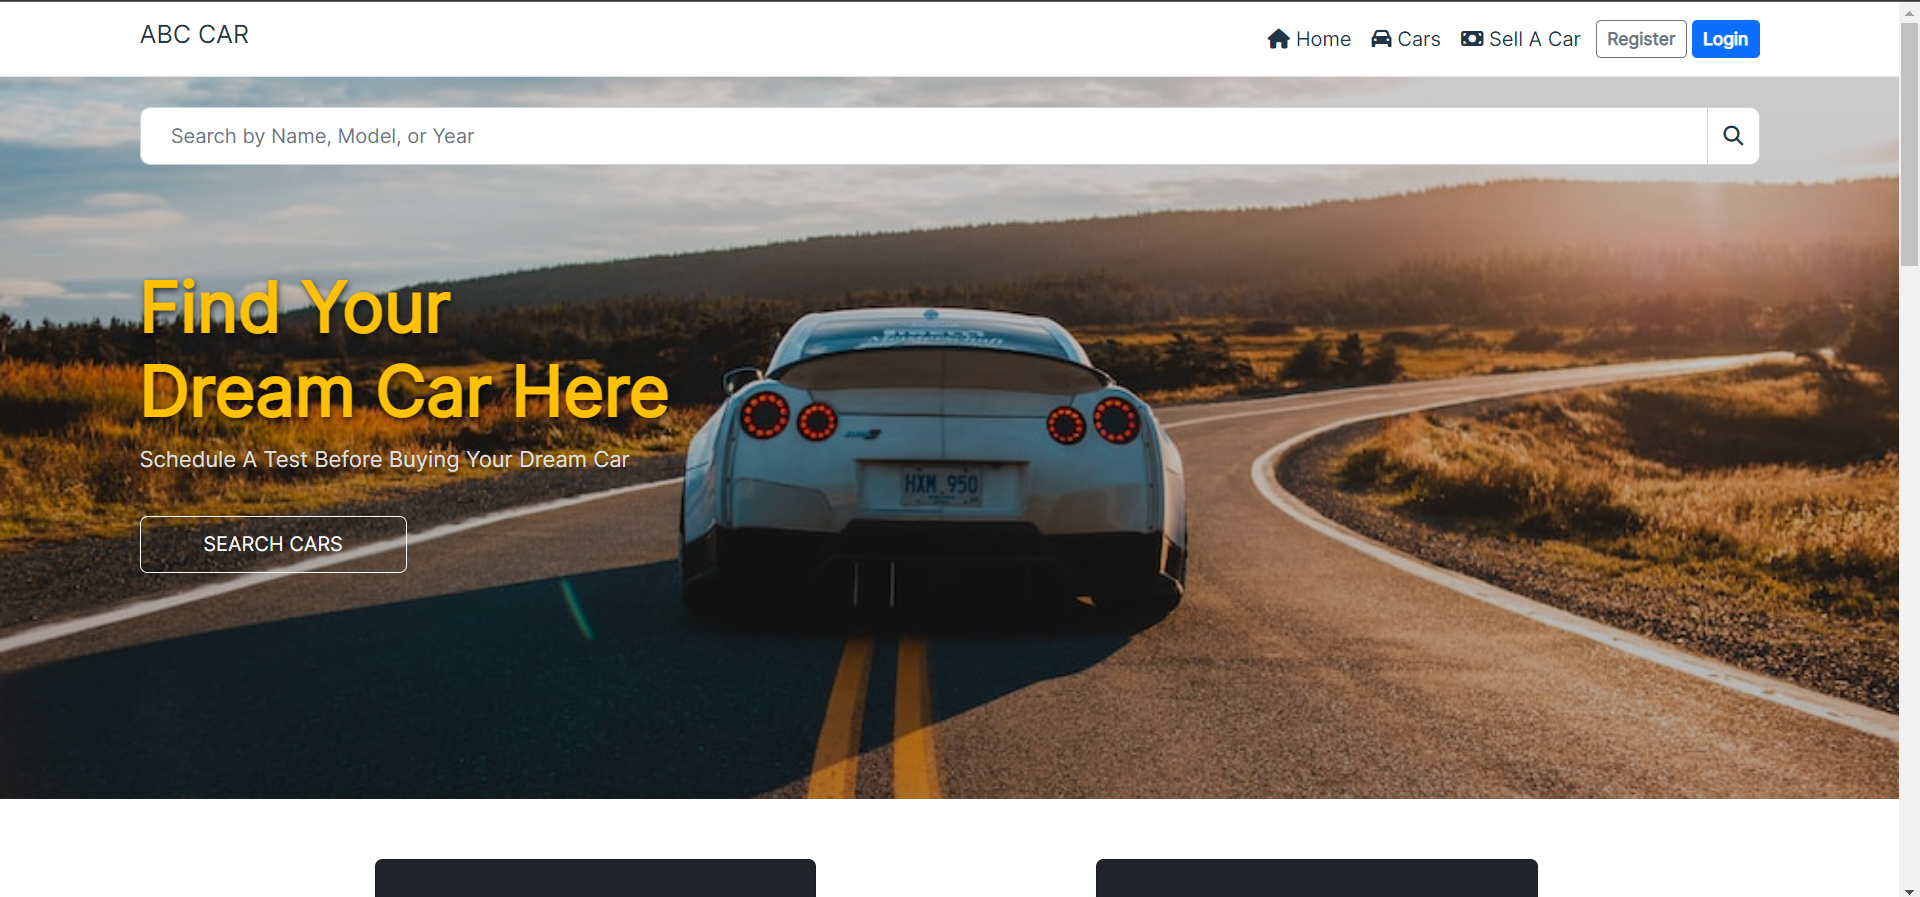 ABC CAR
Home
Cars
Sell A Car
Register
Login
Search by Name, Model, or Year
Find Your
Dream Car Here
Schedule A Test Before Buying Your Dream Car
SEARCH CARS
HXM 950